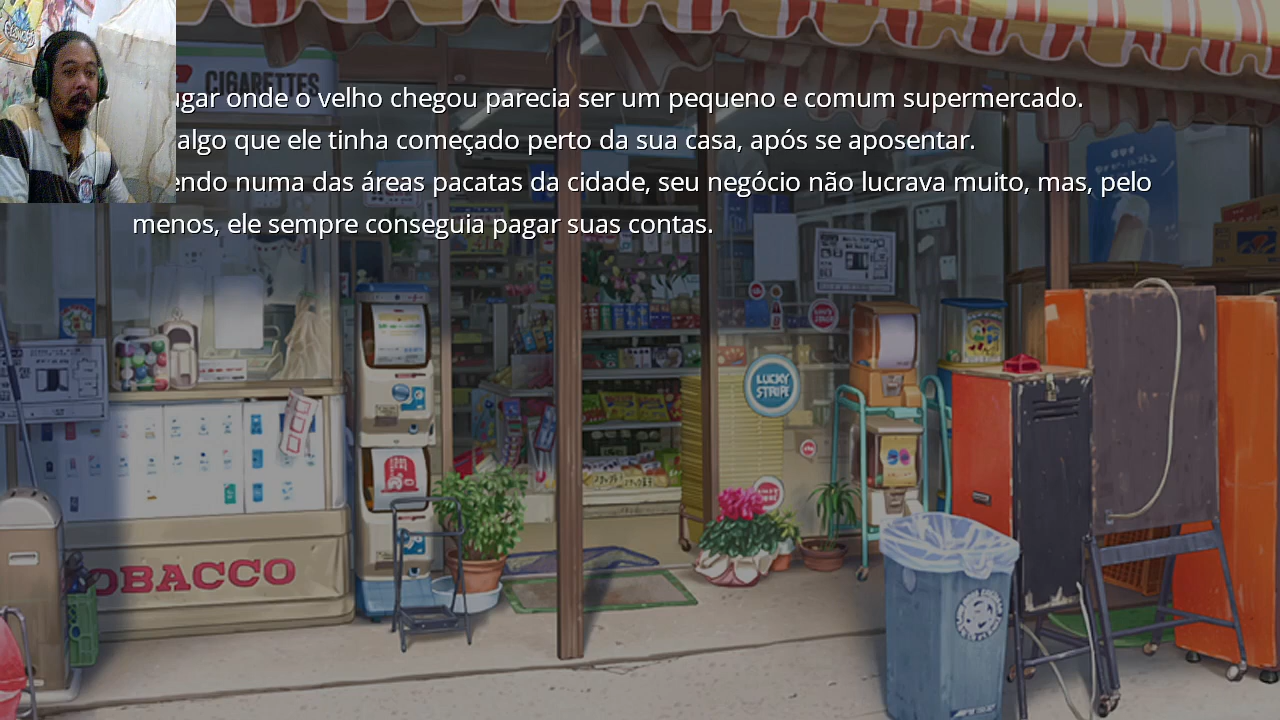 CIGARETTES
ugar onde o velho chegou parecia ser um pequeno e comum supermercado.
algo que ele tinha começado perto da sua casa, após se aposentar.
endo numa das áreas pacatas da cidade, seu negócio não lucrava muito, mas, pelo
menos, ele sempre conseguia pagar suas contas.
LUCKY
STRIPE
OBACCO